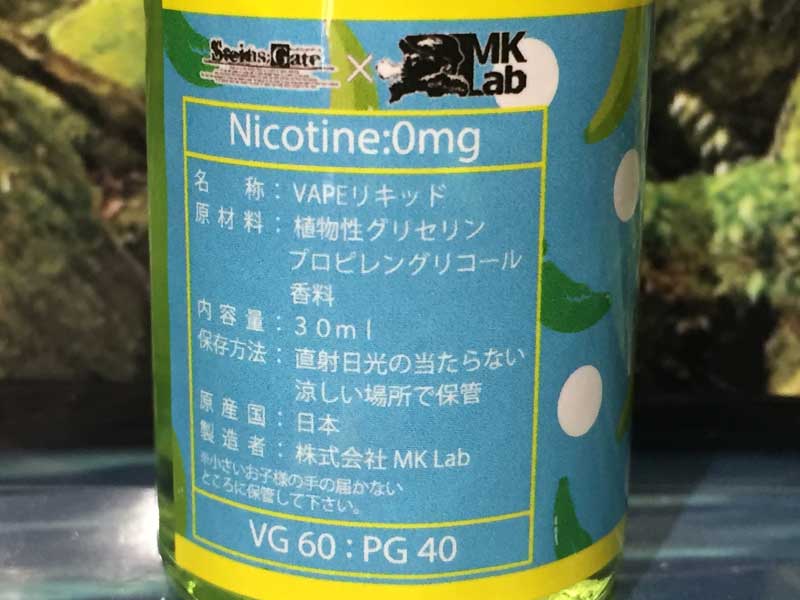 Steins;Gate × MK Lab
Nicotine:0mg
名称：VAPEリキッド
原材料：植物性グリセリン
プロピレングリコール
香料
内容量：30ml
保存方法：直射日光の当たらない
涼しい場所で保管
原産国：日本
製造者：株式会社 MK Lab
※小さいお子様の手の届かない
ところに保管して下さい。
VG 60 : PG 40